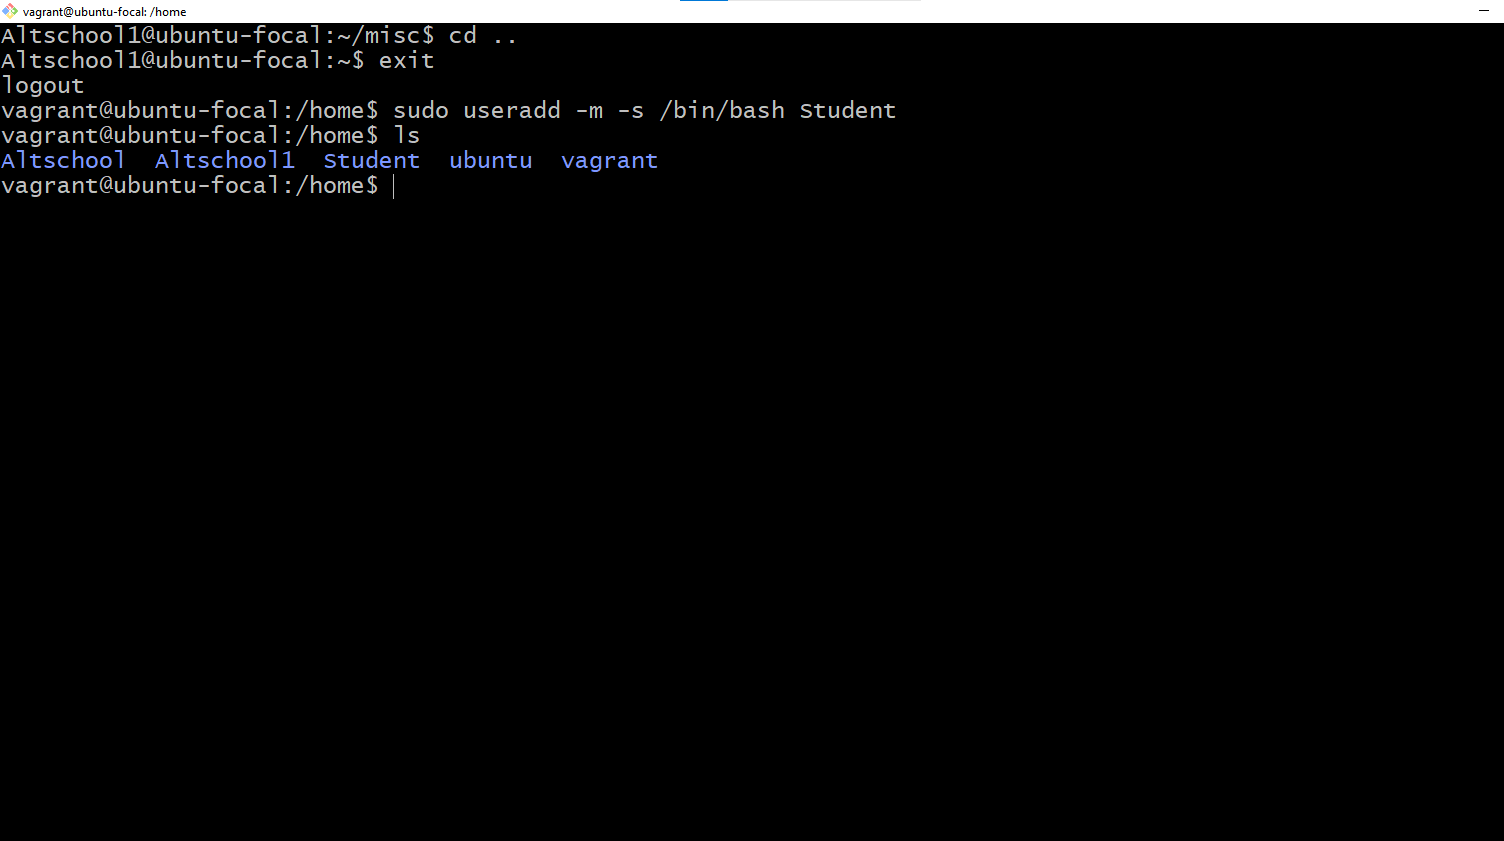 vagrant@ubuntu-focal: /home
Altschool1@ubuntu-focal:~/misc$ cd ..
Altschool1@ubuntu-focal:~$ exit
logout
vagrant@ubuntu-focal:/home$ sudo useradd -m -s /bin/bash Student
vagrant@ubuntu-focal:/home$ ls
Altschool  Altschool1  Student  ubuntu  vagrant
vagrant@ubuntu-focal:/home$